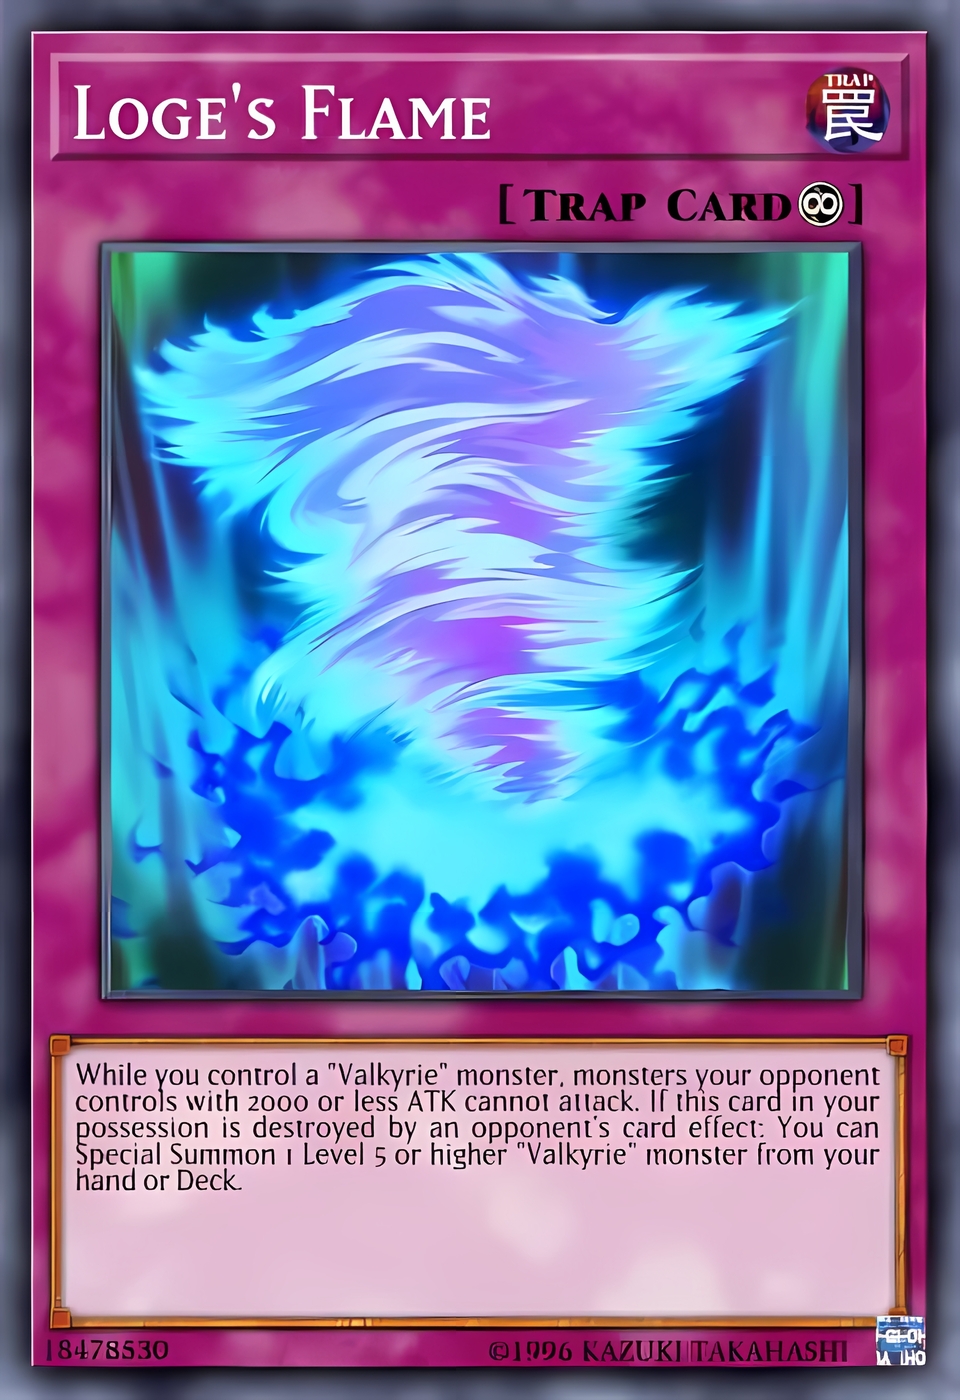 Loge's Flame
TRAP
罠
[Trap Card]
While you control a "Valkyrie" monster, monsters your opponent
controls with 2000 or less ATK cannot attack. If this card in your
possession is destroyed by an opponent's card effect: You can
Special Summon 1 Level 5 or higher "Valkyrie" monster from your
hand or Deck.
18478530
©1996 KAZUKI TAKAHASHI